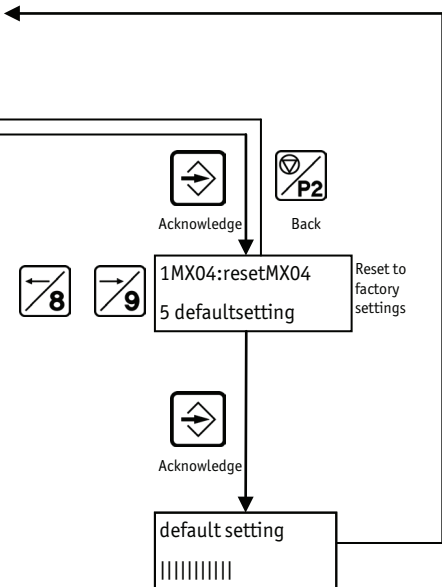 P2
Acknowledge
Back
1MX04:resetMX04
5 defaultsetting
Reset to
factory
settings
8
9
Acknowledge
default setting
|||||||||||